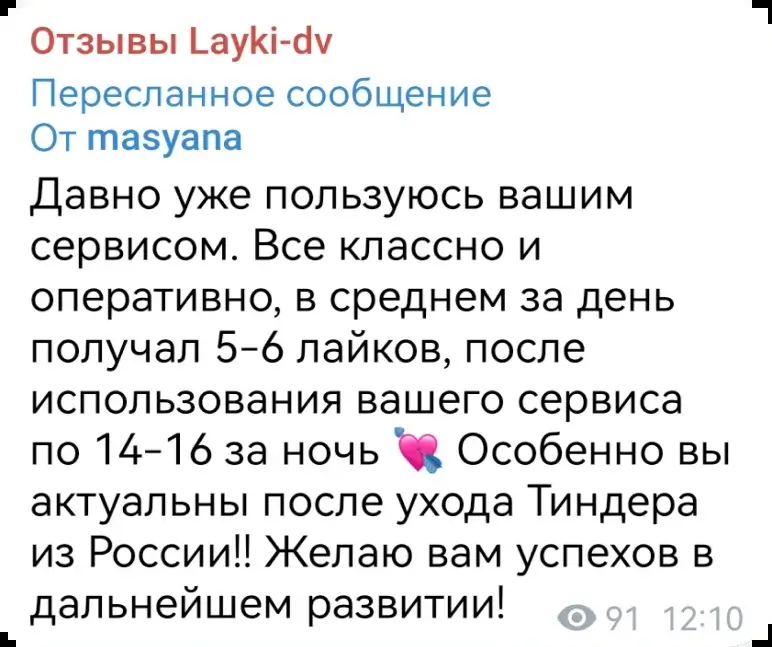 Отзывы Layki-dv
Пересланное сообщение
От masyana
Давно уже пользуюсь вашим
сервисом. Все классно и
оперативно, в среднем за день
получал 5-6 лайков, после
использования вашего сервиса
по 14-16 за ночь 💘 Особенно вы
актуальны после ухода Тиндера
из России!! Желаю вам успехов в
дальнейшем развитии!
91 12:10